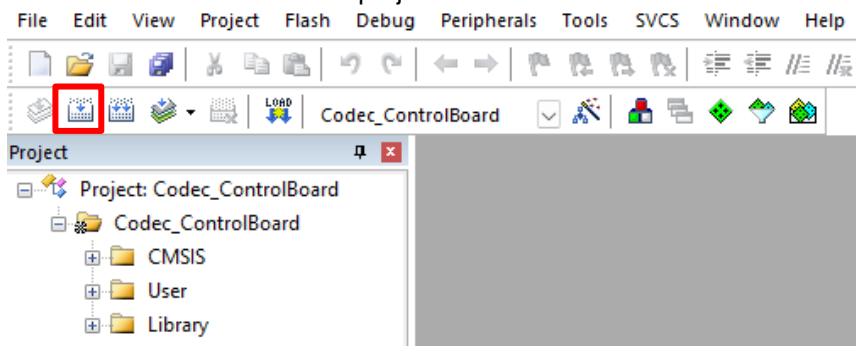 File Edit View Project Flash Debug Peripherals Tools SVCS Window Help
LOAD Codec_ControlBoard
Project
Project: Codec_ControlBoard
Codec_ControlBoard
CMSIS
User
Library